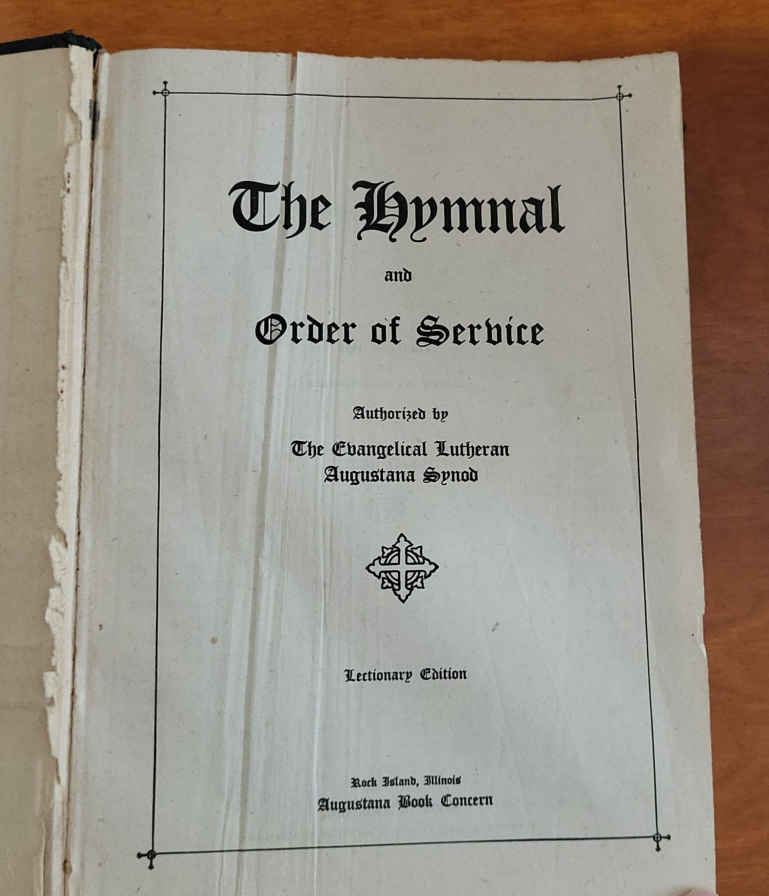 The Hymnal
and
Order of Service
Authorized by
The Evangelical Lutheran
Augustana Synod
Lectionary Edition
Rock Island, Illinois
Augustana Book Concern